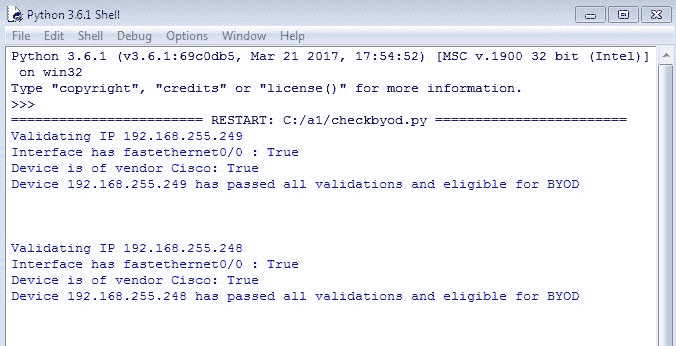 Python 3.6.1 Shell
File Edit Shell Debug Options Window Help
Python 3.6.1 (v3.6.1:69c0db5, Mar 21 2017, 17:54:52) [MSC v.1900 32 bit (Intel)]
on win32
Type "copyright", "credits" or "license()" for more information.
>>>
======================== RESTART: C:/a1/checkbyod.py ========================
Validating IP 192.168.255.249
Interface has fastethernet0/0 : True
Device is of vendor Cisco: True
Device 192.168.255.249 has passed all validations and eligible for BYOD
Validating IP 192.168.255.248
Interface has fastethernet0/0 : True
Device is of vendor Cisco: True
Device 192.168.255.248 has passed all validations and eligible for BYOD